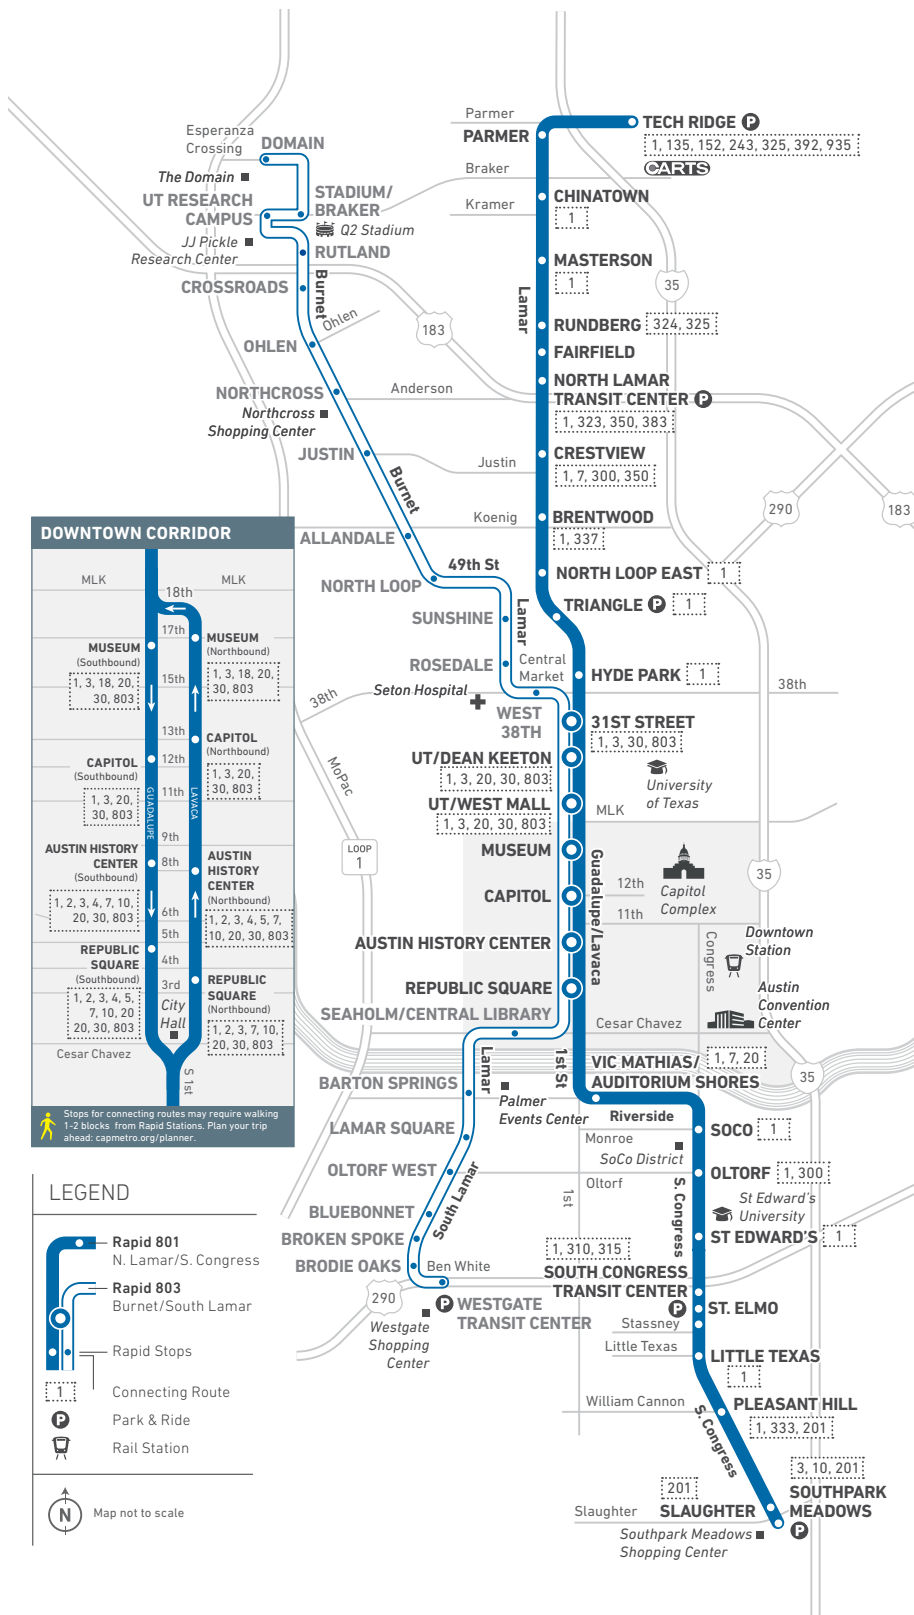 Parmer
TECH RIDGE P
PARMER
1, 135, 152, 243, 325, 392, 935
CARTS
Esperanza
Crossing
DOMAIN
The Domain
Braker
UT RESEARCH
CAMPUS
STADIUM/
BRAKER
Q2 Stadium
Kramer
CHINATOWN
1
JJ Pickle
Research Center
RUTLAND
MASTERSON
1
CROSSROADS
Burnet
Lamar
35
RUNDBERG
324, 325
Ohlen
183
OHLEN
FAIRFIELD
NORTH LAMAR
TRANSIT CENTER P
1, 323, 350, 383
NORTHCROSS
Anderson
Northcross
Shopping Center
JUSTIN
Justin
CRESTVIEW
1, 7, 300, 350
Burnet
290
183
Koenig
BRENTWOOD
1, 337
ALLANDALE
49th St
NORTH LOOP
NORTH LOOP EAST
1
SUNSHINE
Lamar
TRIANGLE P
1
ROSEDALE
Central
Market
HYDE PARK
1
38th
38th
Seton Hospital
WEST
38TH
31ST STREET
1, 3, 30, 803
MoPac
UT/DEAN KEETON
1, 3, 20, 30, 803
University
of Texas
UT/WEST MALL
1, 3, 20, 30, 803
MLK
LOOP
1
MUSEUM
Guadalupe/Lavaca
35
CAPITOL
12th
11th
Capitol
Complex
AUSTIN HISTORY CENTER
Congress
Downtown
Station
REPUBLIC SQUARE
Austin
Convention
Center
SEAHOLM/CENTRAL LIBRARY
Cesar Chavez
Lamar
1st St
VIC MATHIAS/
AUDITORIUM SHORES
1, 7, 20
35
BARTON SPRINGS
Palmer
Events Center
Riverside
LAMAR SQUARE
Monroe
SoCo District
SOCO
1
OLTORF WEST
Oltorf
OLTORF
1, 300
South Lamar
1st
S. Congress
St Edward's
University
BLUEBONNET
BROKEN SPOKE
ST EDWARD'S
1
BRODIE OAKS
Ben White
1, 310, 315
SOUTH CONGRESS
TRANSIT CENTER
P
290
P WESTGATE
TRANSIT CENTER
ST. ELMO
Westgate
Shopping
Center
Stassney
Little Texas
LITTLE TEXAS
1
William Cannon
PLEASANT HILL
1, 333, 201
S. Congress
3, 10, 201
201
SOUTHPARK
MEADOWS
P
Slaughter
SLAUGHTER
Southpark Meadows
Shopping Center
DOWNTOWN CORRIDOR
MLK
MLK
18th
17th
MUSEUM
(Southbound)
1, 3, 18, 20,
30, 803
MUSEUM
(Northbound)
1, 3, 18, 20,
30, 803
15th
13th
CAPITOL
(Southbound)
1, 3, 20,
30, 803
CAPITOL
(Northbound)
1, 3, 20,
30, 803
12th
11th
GUADALUPE
LAVACA
9th
8th
AUSTIN HISTORY
CENTER
(Southbound)
1, 2, 3, 4, 7, 10,
20, 30, 803
AUSTIN
HISTORY
CENTER
(Northbound)
1, 2, 3, 4, 5, 7,
10, 20, 30, 803
6th
5th
4th
3rd
REPUBLIC
SQUARE
(Southbound)
1, 2, 3, 4, 5,
7, 10, 20
20, 30, 803
REPUBLIC
SQUARE
(Northbound)
1, 2, 3, 7, 10,
20, 30, 803
City
Hall
Cesar Chavez
S 1st
Stops for connecting routes may require walking
1-2 blocks from Rapid Stations. Plan your trip
ahead: capmetro.org/planner.
LEGEND
Rapid 801
N. Lamar/S. Congress
Rapid 803
Burnet/South Lamar
Rapid Stops
1 Connecting Route
P Park & Ride
Rail Station
N Map not to scale